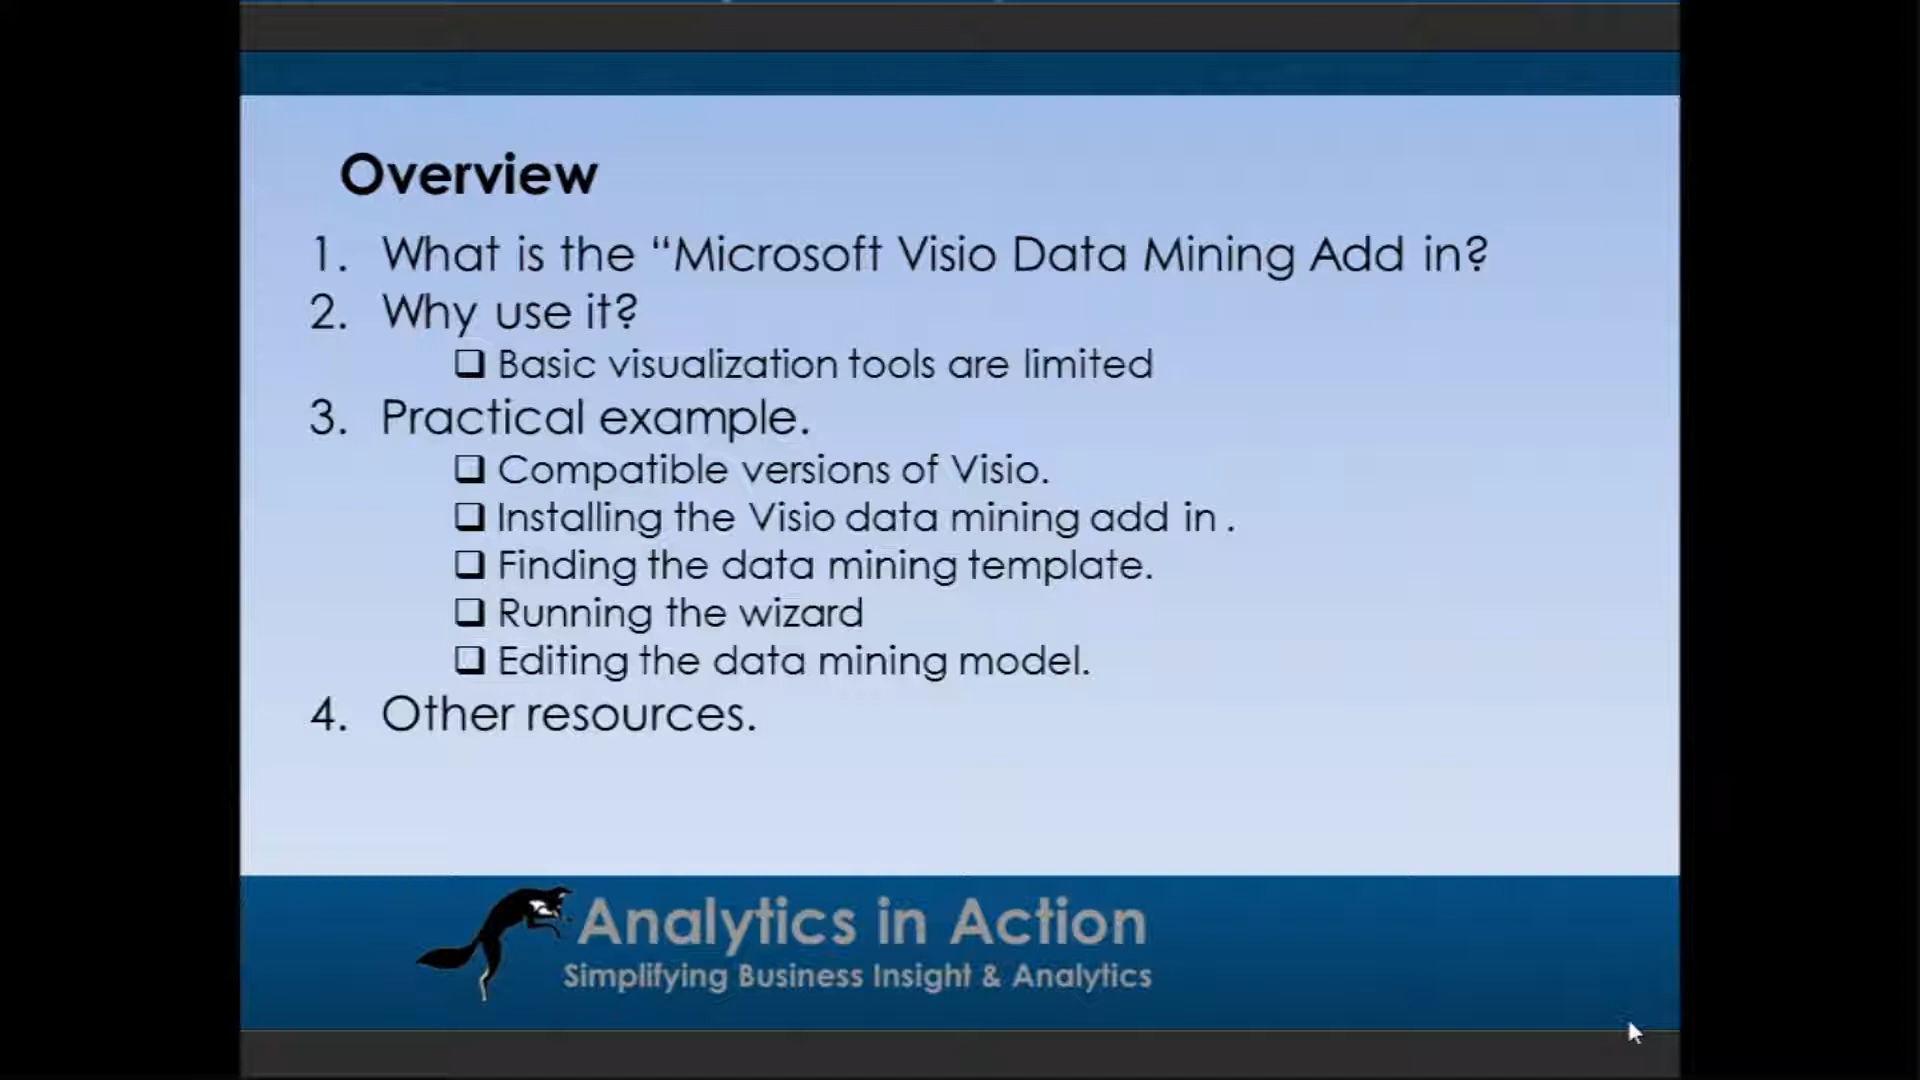 Overview
1. What is the “Microsoft Visio Data Mining Add in?
2. Why use it?
❑ Basic visualization tools are limited
3. Practical example.
❑ Compatible versions of Visio.
❑ Installing the Visio data mining add in .
❑ Finding the data mining template.
❑ Running the wizard
❑ Editing the data mining model.
4. Other resources.
Analytics in Action
Simplifying Business Insight & Analytics